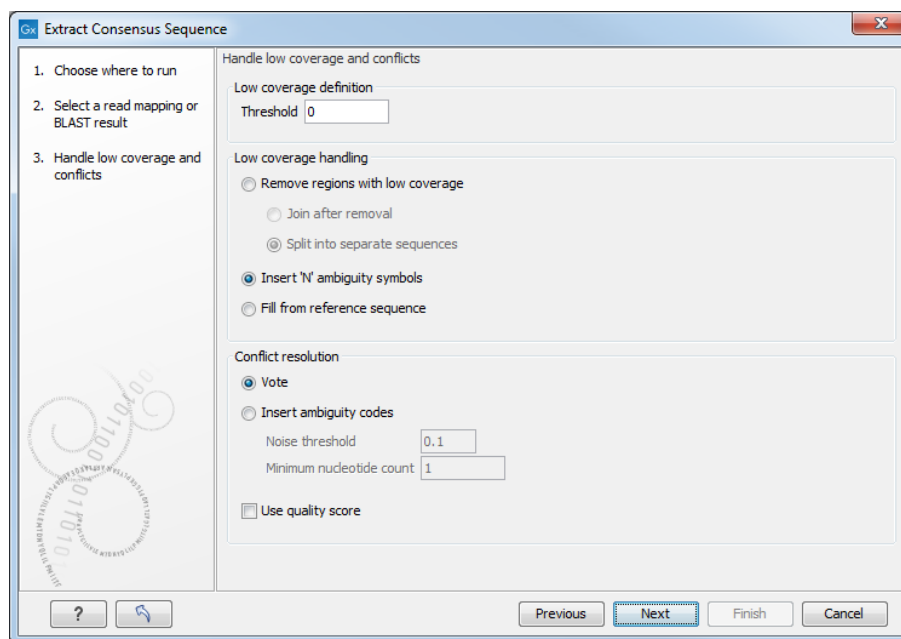 Gx Extract Consensus Sequence
X
1. Choose where to run
2. Select a read mapping or
BLAST result
3. Handle low coverage and
conflicts
Handle low coverage and conflicts
Low coverage definition
Threshold 0
Low coverage handling
Remove regions with low coverage
Join after removal
Split into separate sequences
Insert 'N' ambiguity symbols
Fill from reference sequence
Conflict resolution
Vote
Insert ambiguity codes
Noise threshold 0.1
Minimum nucleotide count 1
Use quality score
?
Previous
Next
Finish
Cancel